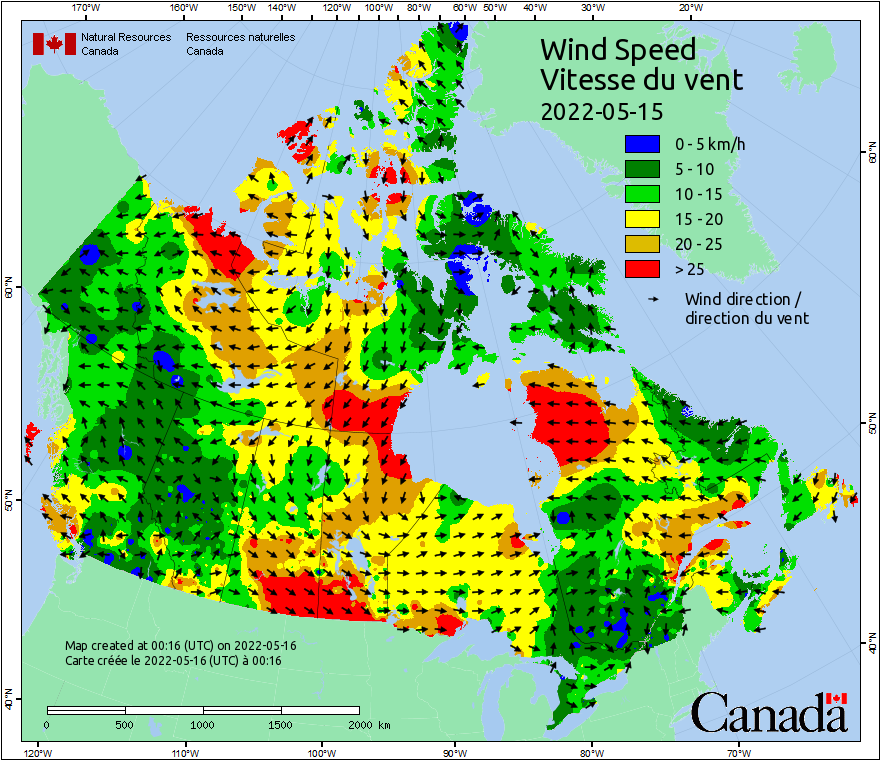 170°W 160°W 150°W 140°W 130°W 120°W 110°W 100°W 90°W 80°W 60°W 50°W 40°W 30°W 20°W
Natural Resources Ressources naturelles
Canada Canada
Wind Speed
Vitesse du vent
2022-05-15
0 - 5 km/h
5 - 10
10 - 15
15 - 20
20 - 25
> 25
Wind direction /
direction du vent
60°N
60°N
50°N
50°N
40°N
40°N
Map created at 00:16 (UTC) on 2022-05-16
Carte créée le 2022-05-16 (UTC) à 00:16
0 500 1000 1500 2000 km
Canada
120°W 110°W 100°W 90°W 80°W 70°W